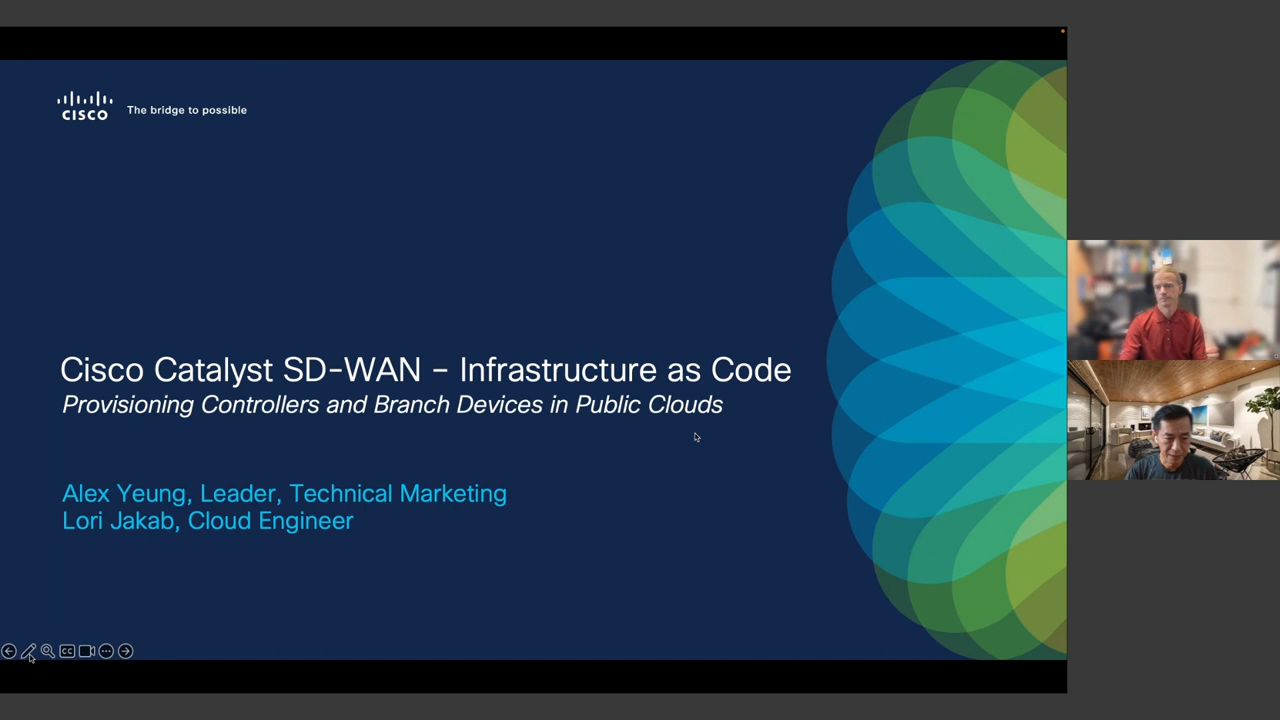 CISCO
The bridge to possible
Cisco Catalyst SD-WAN – Infrastructure as Code
Provisioning Controllers and Branch Devices in Public Clouds
Alex Yeung, Leader, Technical Marketing
Lori Jakab, Cloud Engineer
CC